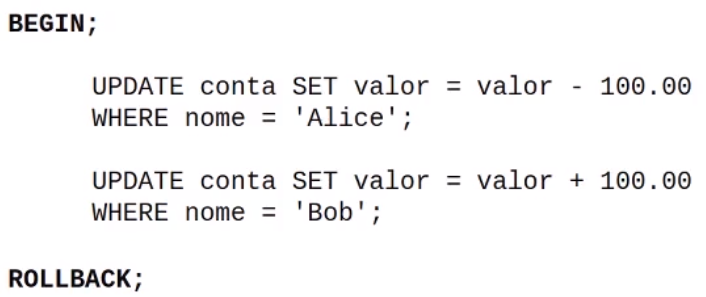 BEGIN;
UPDATE conta SET valor = valor - 100.00
WHERE nome = 'Alice';
UPDATE conta SET valor = valor + 100.00
WHERE nome = 'Bob';
ROLLBACK;